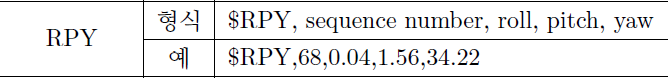 RPY
형식 $RPY, sequence number, roll, pitch, yaw
예 $RPY,68,0.04,1.56,34.22